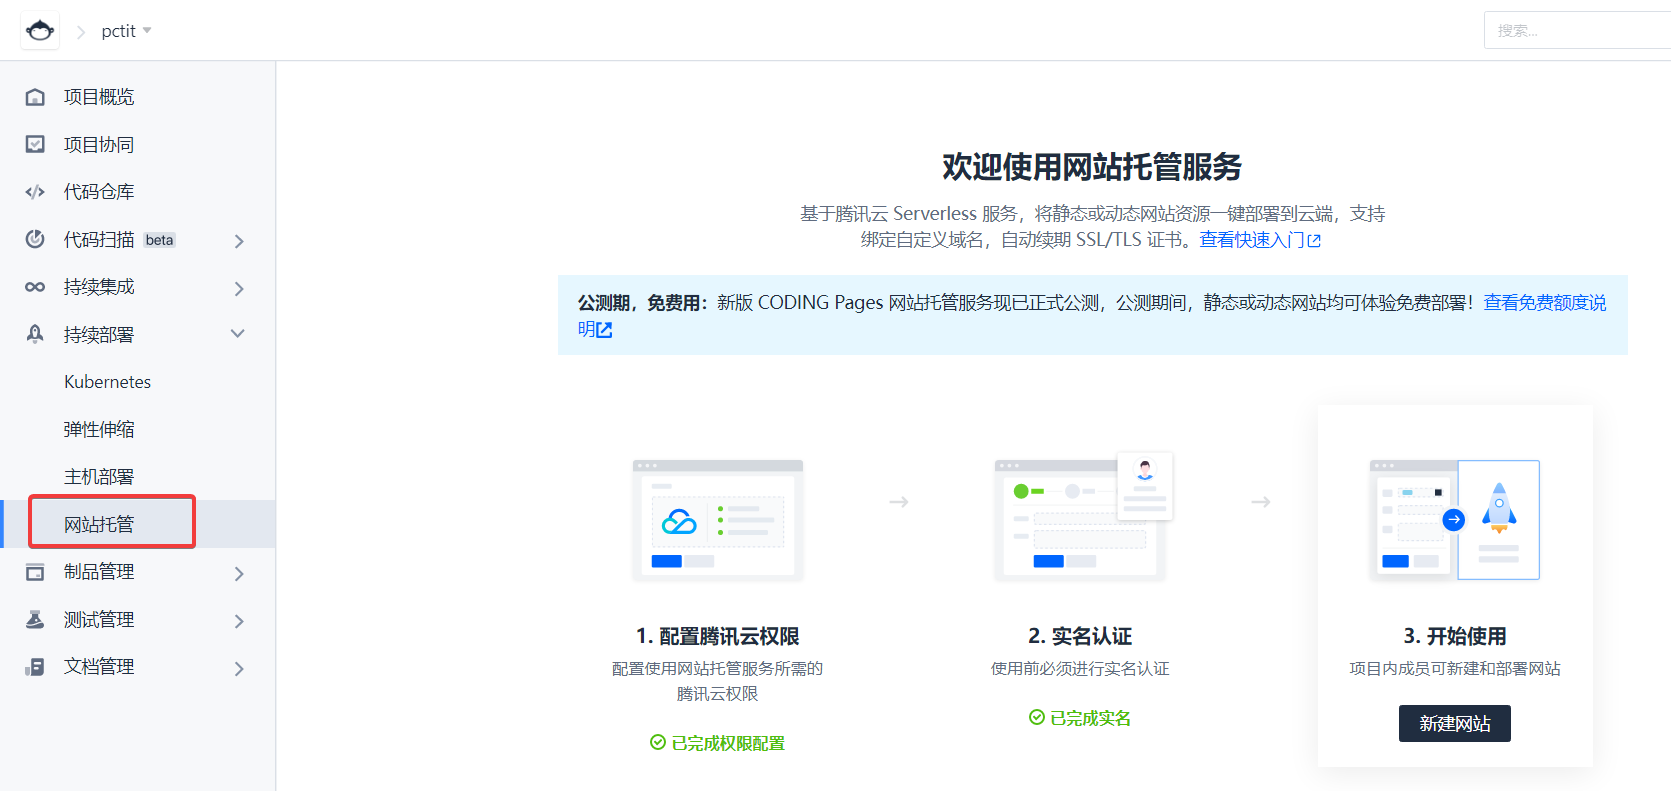 pctit
搜索...
项目概览
项目协同
代码仓库
代码扫描 beta
持续集成
持续部署
Kubernetes
弹性伸缩
主机部署
网站托管
制品管理
测试管理
文档管理
欢迎使用网站托管服务
基于腾讯云 Serverless 服务，将静态或动态网站资源一键部署到云端，支持
绑定自定义域名，自动续期 SSL/TLS 证书。查看快速入门
公测期，免费用：新版 CODING Pages 网站托管服务现已正式公测，公测期间，静态或动态网站均可体验免费部署！查看免费额度说
明
1. 配置腾讯云权限
配置使用网站托管服务所需的
腾讯云权限
已完成权限配置
2. 实名认证
使用前必须进行实名认证
已完成实名
3. 开始使用
项目内成员可新建和部署网站
新建网站